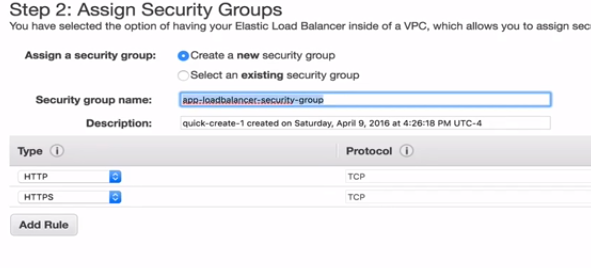 Step 2: Assign Security Groups
You have selected the option of having your Elastic Load Balancer inside of a VPC, which allows you to assign sec
Assign a security group: Create a new security group
Select an existing security group
Security group name: app-loadbalancer-security-group
Description: quick-create-1 created on Saturday, April 9, 2016 at 4:26:18 PM UTC-4
Type i Protocol i
HTTP TCP
HTTPS TCP
Add Rule